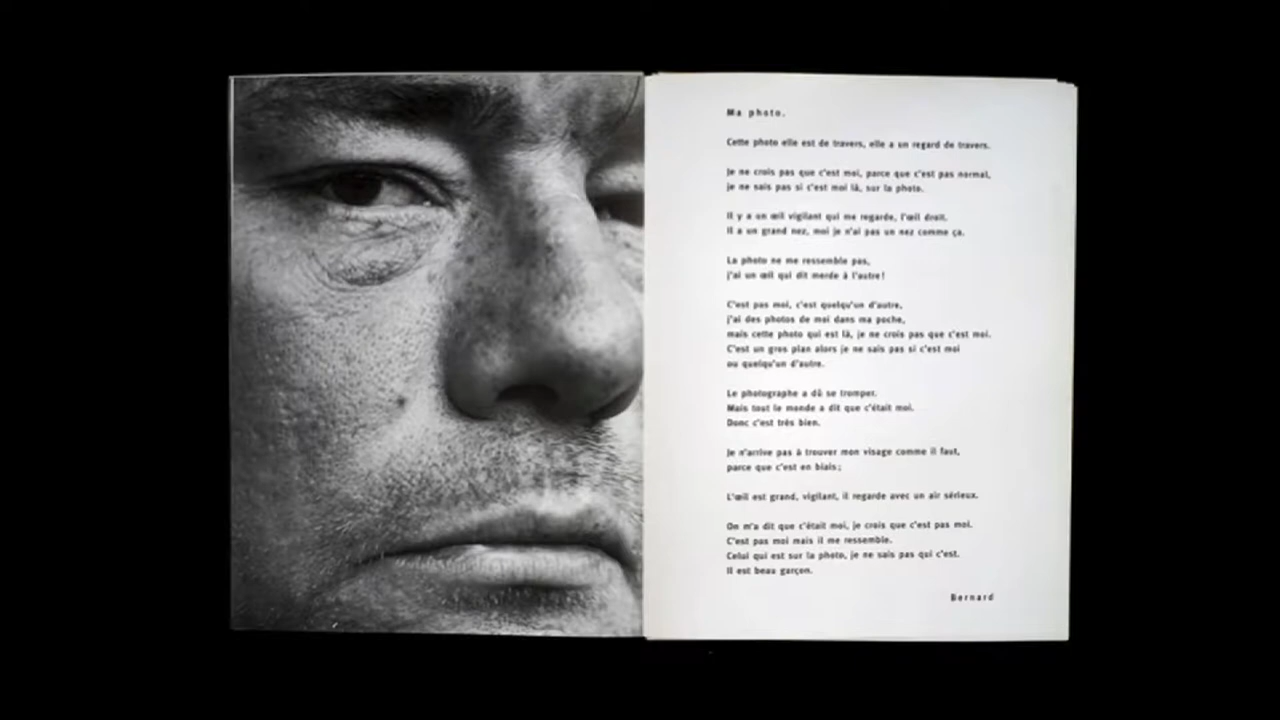 Ma photo.
Cette photo elle est de travers, elle a un regard de travers.
Je ne crois pas que c'est moi, parce que c'est pas normal,
je ne sais pas si c'est moi là, sur la photo.
Il y a un œil vigilant qui me regarde, l'œil droit.
Il a un grand nez, moi je n'ai pas un nez comme ça.
La photo ne me ressemble pas,
j'ai un œil qui dit merde à l'autre!
C'est pas moi, c'est quelqu'un d'autre,
j'ai des photos de moi dans ma poche,
mais cette photo qui est là, je ne crois pas que c'est moi.
C'est un gros plan alors je ne sais pas si c'est moi
ou quelqu'un d'autre.
Le photographe a dû se tromper.
Mais tout le monde a dit que c'était moi.
Donc c'est très bien.
Je n'arrive pas à trouver mon visage comme il faut,
parce que c'est en biais;
L'œil est grand, vigilant, il regarde avec un air sérieux.
On m'a dit que c'était moi, je crois que c'est pas moi.
C'est pas moi mais il me ressemble.
Celui qui est sur la photo, je ne sais pas qui c'est.
Il est beau garçon.
Bernard